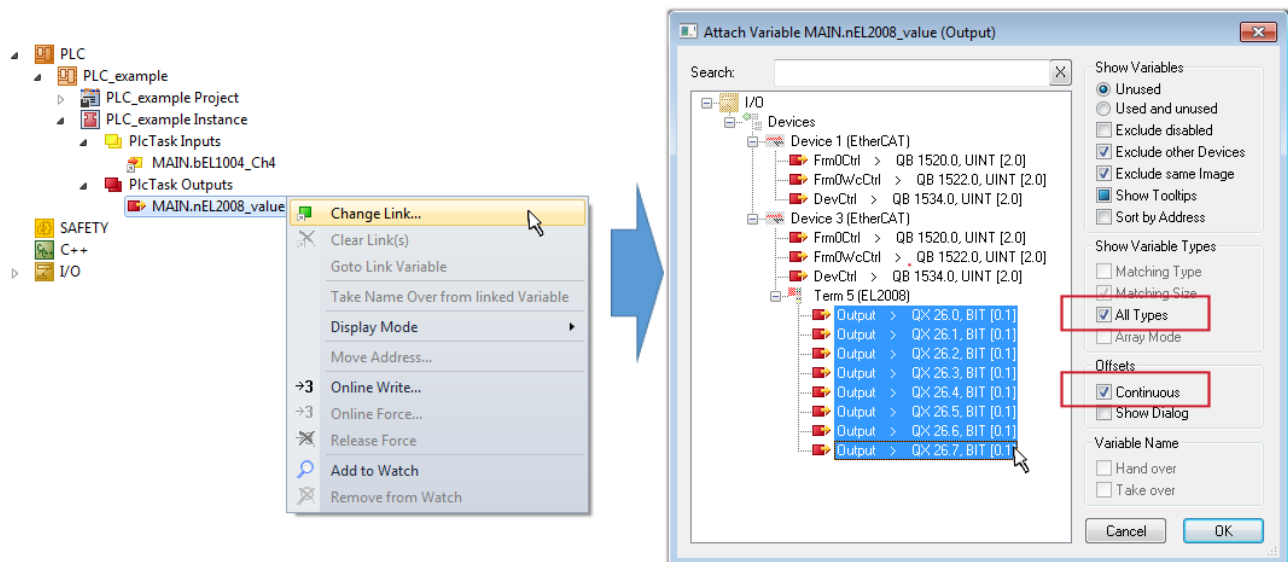 PLC
PLC_example
PLC_example Project
PLC_example Instance
PlcTask Inputs
MAIN.bEL1004_Ch4
PlcTask Outputs
MAIN.nEL2008_value
SAFETY
C++
I/O
Change Link...
Clear Link(s)
Goto Link Variable
Take Name Over from linked Variable
Display Mode
Move Address...
Online Write...
Online Force...
Release Force
Add to Watch
Remove from Watch
Attach Variable MAIN.nEL2008_value (Output)
Search:
I/O
Devices
Device 1 (EtherCAT)
Frm0Ctrl > QB 1520.0, UINT [2.0]
Frm0WcCtrl > QB 1522.0, UINT [2.0]
DevCtrl > QB 1534.0, UINT [2.0]
Device 3 (EtherCAT)
Frm0Ctrl > QB 1520.0, UINT [2.0]
Frm0WcCtrl > QB 1522.0, UINT [2.0]
DevCtrl > QB 1534.0, UINT [2.0]
Term 5 (EL2008)
Output > QX 26.0, BIT [0.1]
Output > QX 26.1, BIT [0.1]
Output > QX 26.2, BIT [0.1]
Output > QX 26.3, BIT [0.1]
Output > QX 26.4, BIT [0.1]
Output > QX 26.5, BIT [0.1]
Output > QX 26.6, BIT [0.1]
Output > QX 26.7, BIT [0.1]
Show Variables
Unused
Used and unused
Exclude disabled
Exclude other Devices
Exclude same Image
Show Tooltips
Sort by Address
Show Variable Types
Matching Type
Matching Size
All Types
Array Mode
Offsets
Continuous
Show Dialog
Variable Name
Hand over
Take over
Cancel
OK